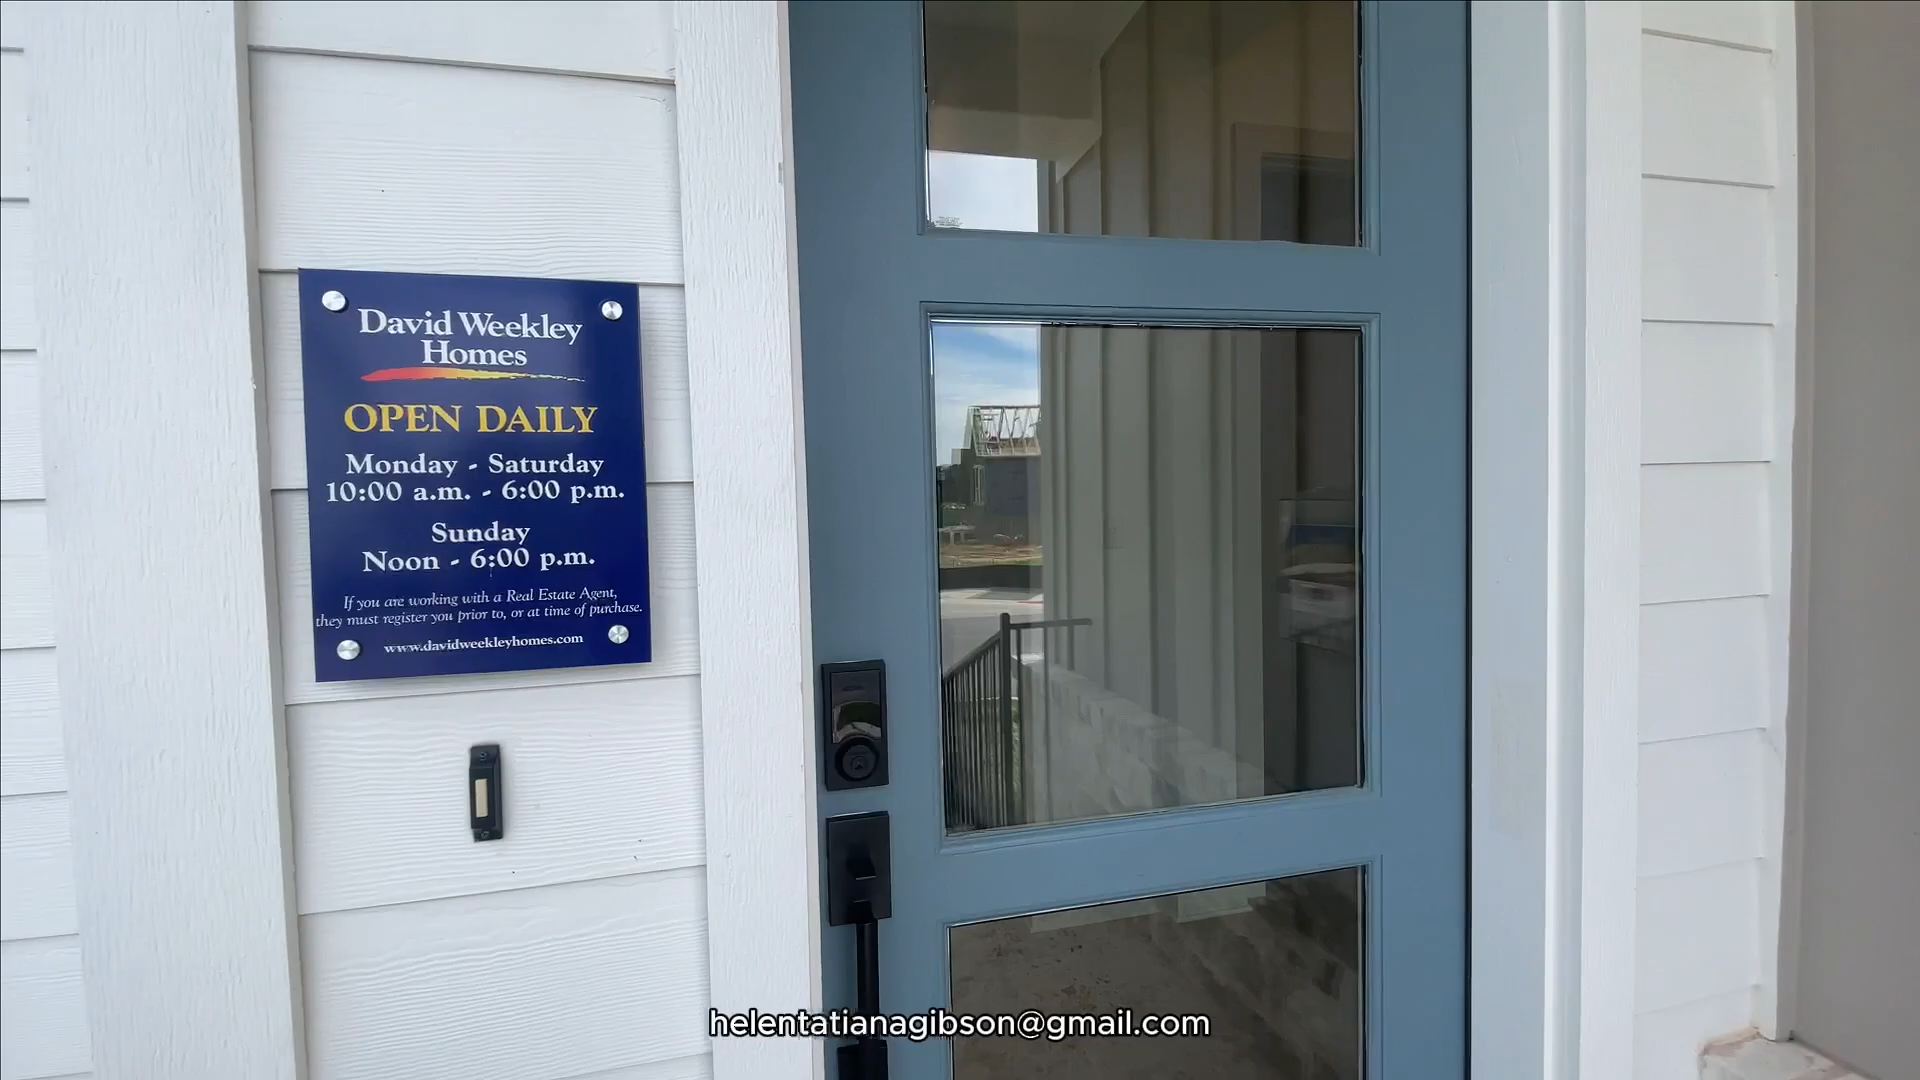 David Weekley
Homes
OPEN DAILY
Monday - Saturday
10:00 a.m. - 6:00 p.m.
Sunday
Noon - 6:00 p.m.
If you are working with a Real Estate Agent,
they must register you prior to, or at time of purchase.
www.davidweekleyhomes.com
helentatianagibson@gmail.com